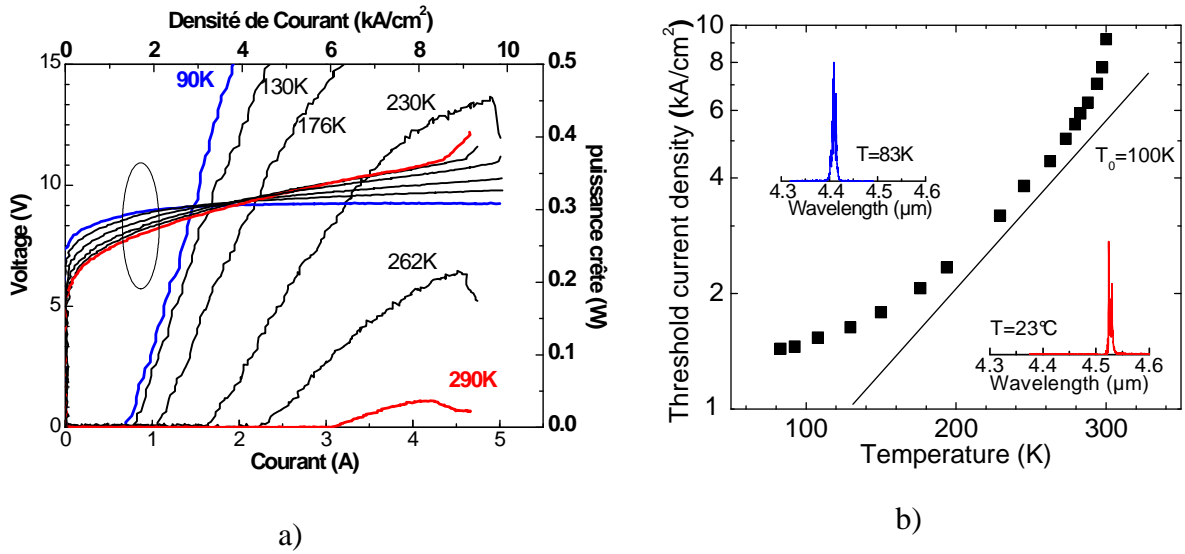 Densité de Courant (kA/cm²)
0 2 4 6 8 10
15
10
5
0
Voltage (V)
90K
130K
176K
230K
262K
290K
0.5
0.4
0.3
0.2
0.1
0.0
puissance crête (W)
0 1 2 3 4 5
Courant (A)
a)
10
8
6
4
2
1
Threshold current density (kA/cm²)
T=83K
4.3 4.4 4.5 4.6
Wavelength (µm)
T₀=100K
T=23°C
4.3 4.4 4.5 4.6
Wavelength (µm)
100 200 300
Temperature (K)
b)